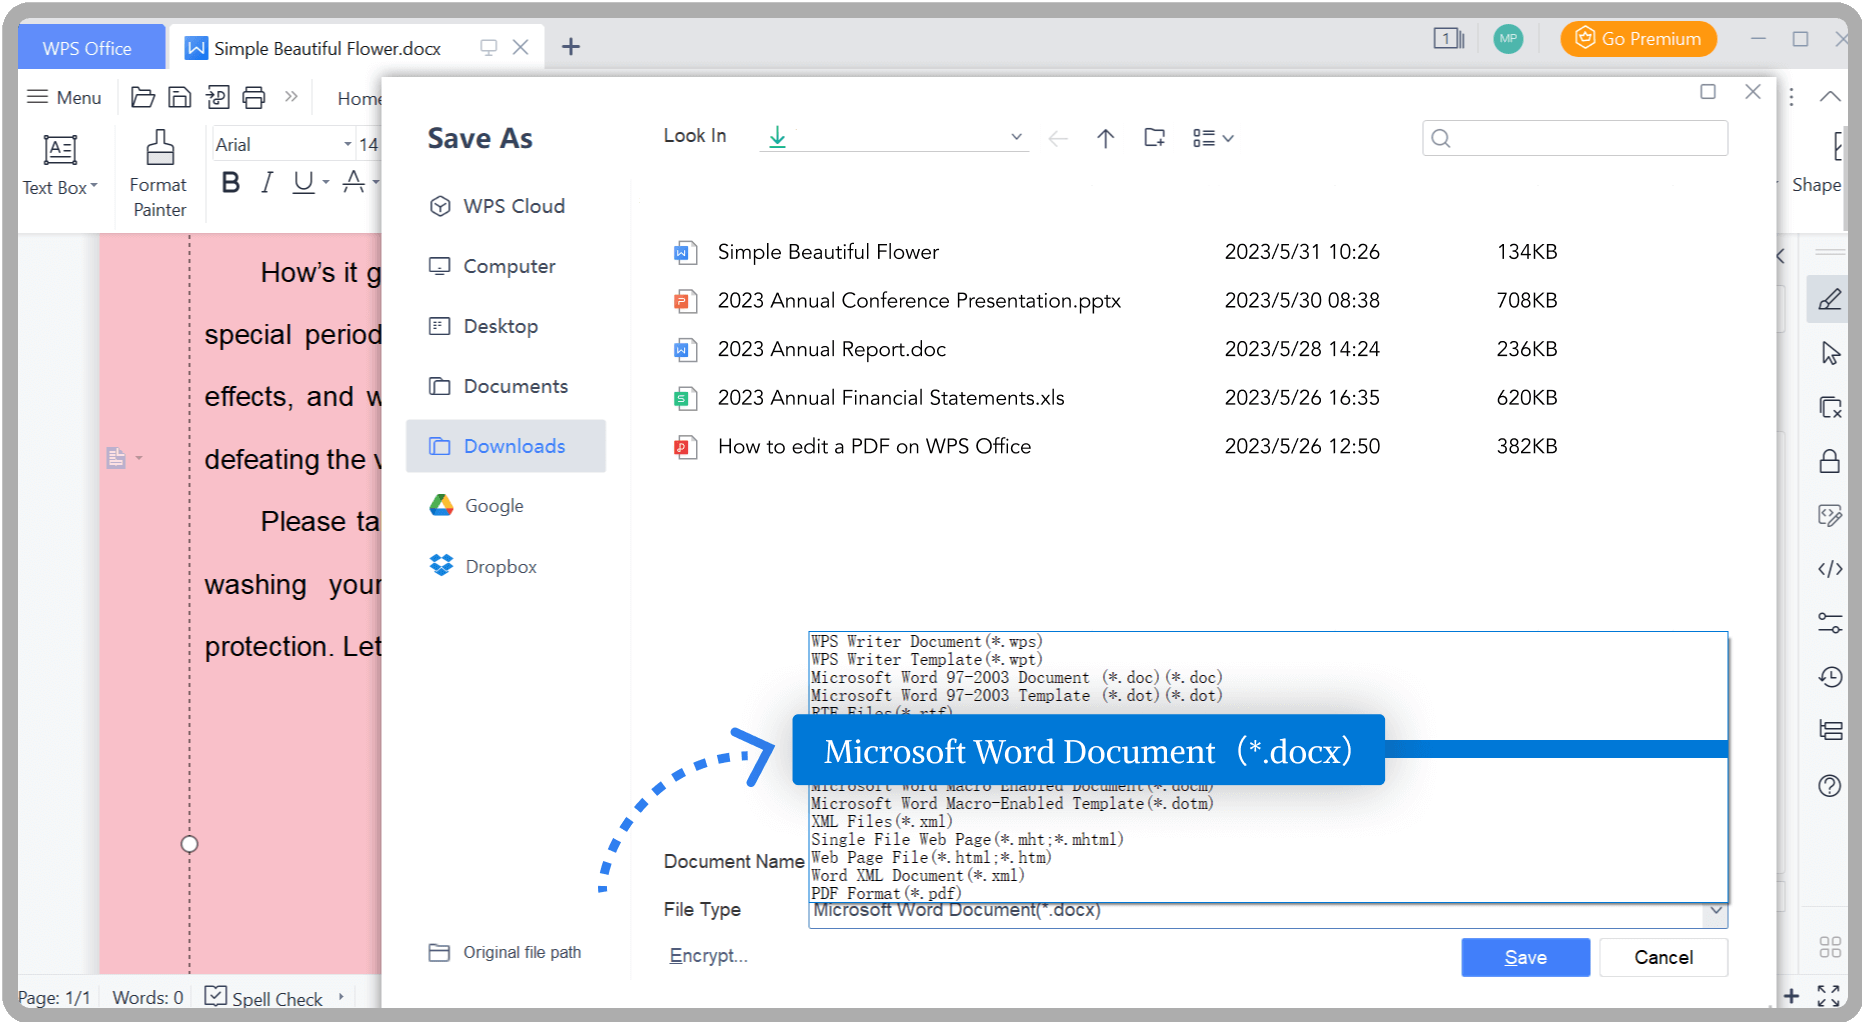 WPS Office
Simple Beautiful Flower.docx
1
MP
Go Premium
Menu
Home
Text Box
Format
Painter
Arial
14
B I U A
Shape
Save As
Look In
WPS Cloud
Computer
Desktop
Documents
Downloads
Google
Dropbox
Original file path
Simple Beautiful Flower 2023/5/31 10:26 134KB
2023 Annual Conference Presentation.pptx 2023/5/30 08:38 708KB
2023 Annual Report.doc 2023/5/28 14:24 236KB
2023 Annual Financial Statements.xls 2023/5/26 16:35 620KB
How to edit a PDF on WPS Office 2023/5/26 12:50 382KB
How’s it g
special period
effects, and w
defeating the v
Please ta
washing your
protection. Let
WPS Writer Document(*.wps)
WPS Writer Template(*.wpt)
Microsoft Word 97-2003 Document (*.doc)(*.doc)
Microsoft Word 97-2003 Template (*.dot)(*.dot)
RTF Files(*.rtf)
Microsoft Word Document（*.docx）
Microsoft Word Macro Enabled Document(*.docm)
Microsoft Word Macro-Enabled Template(*.dotm)
XML Files(*.xml)
Single File Web Page(*.mht;*.mhtml)
Web Page File(*.html;*.htm)
Word XML Document(*.xml)
PDF Format(*.pdf)
Document Name
File Type
Microsoft Word Document(*.docx)
Encrypt...
Save
Cancel
Page: 1/1
Words: 0
Spell Check